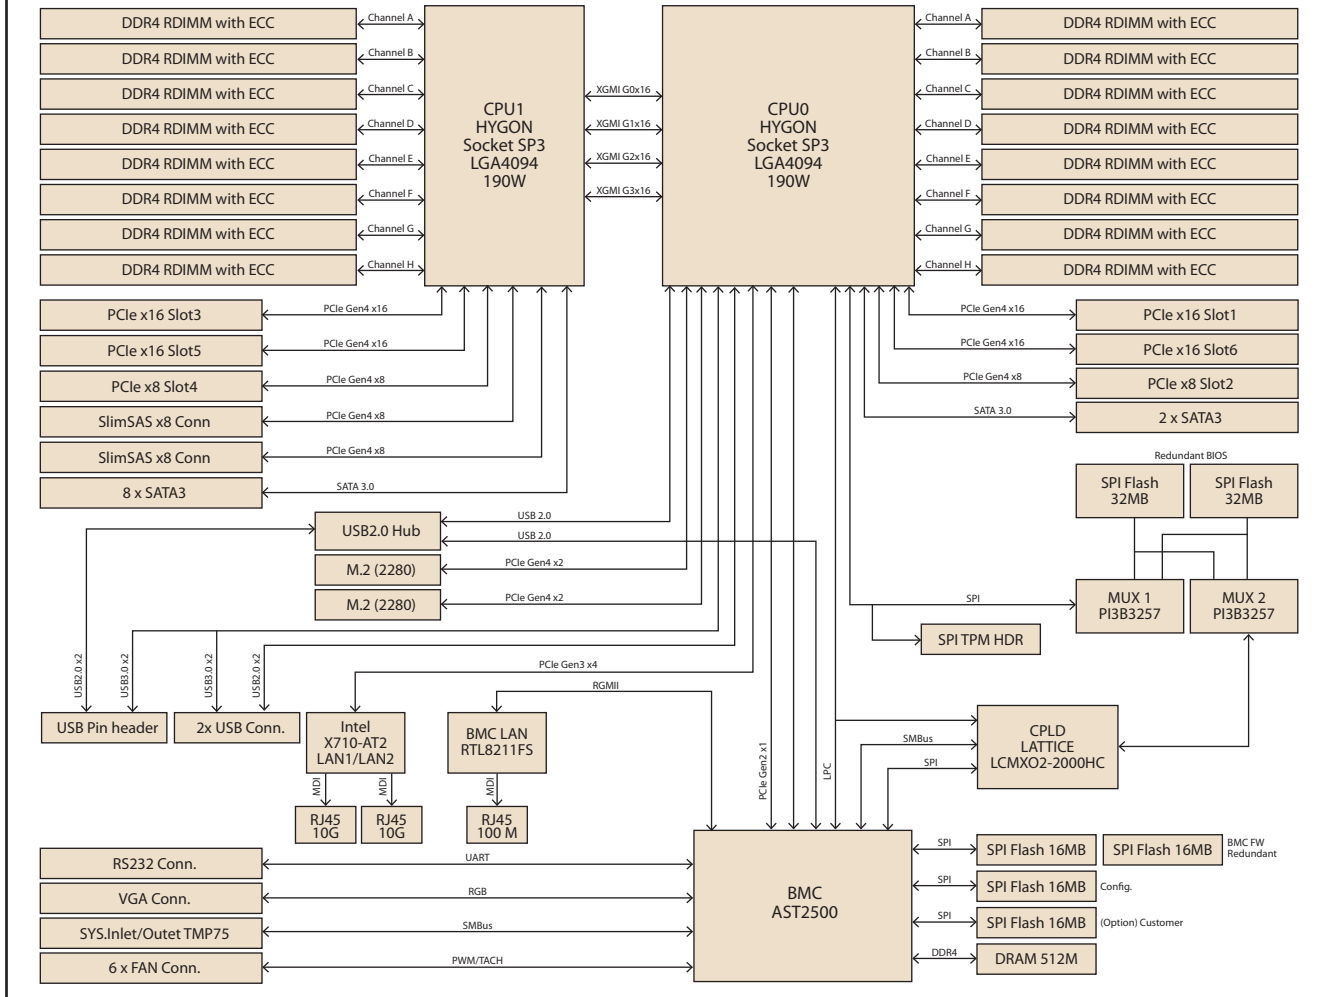 DDR4 RDIMM with ECC
Channel A
DDR4 RDIMM with ECC
Channel B
DDR4 RDIMM with ECC
Channel C
DDR4 RDIMM with ECC
Channel D
DDR4 RDIMM with ECC
Channel E
DDR4 RDIMM with ECC
Channel F
DDR4 RDIMM with ECC
Channel G
DDR4 RDIMM with ECC
Channel H
CPU1
HYGON
Socket SP3
LGA4094
190W
XGMI G0x16
XGMI G1x16
XGMI G2x16
XGMI G3x16
CPU0
HYGON
Socket SP3
LGA4094
190W
Channel A
DDR4 RDIMM with ECC
Channel B
DDR4 RDIMM with ECC
Channel C
DDR4 RDIMM with ECC
Channel D
DDR4 RDIMM with ECC
Channel E
DDR4 RDIMM with ECC
Channel F
DDR4 RDIMM with ECC
Channel G
DDR4 RDIMM with ECC
Channel H
DDR4 RDIMM with ECC
PCIe x16 Slot3
PCIe Gen4 x16
PCIe x16 Slot5
PCIe Gen4 x16
PCIe x8 Slot4
PCIe Gen4 x8
SlimSAS x8 Conn
PCIe Gen4 x8
SlimSAS x8 Conn
PCIe Gen4 x8
8 x SATA3
SATA 3.0
PCIe Gen4 x16
PCIe x16 Slot1
PCIe Gen4 x16
PCIe x16 Slot6
PCIe Gen4 x8
PCIe x8 Slot2
SATA 3.0
2 x SATA3
Redundant BIOS
SPI Flash
32MB
SPI Flash
32MB
USB2.0 Hub
USB 2.0
USB 2.0
M.2 (2280)
PCIe Gen4 x2
M.2 (2280)
PCIe Gen4 x2
SPI
MUX 1
PI3B3257
MUX 2
PI3B3257
SPI TPM HDR
USB2.0 x2
USB3.0 x2
USB3.0 x2
USB2.0 x2
PCIe Gen3 x4
RGMII
USB Pin header
2x USB Conn.
Intel
X710-AT2
LAN1/LAN2
BMC LAN
RTL8211FS
MDI
MDI
MDI
RJ45
10G
RJ45
10G
RJ45
100 M
PCIe Gen2 x1
LPC
SMBus
SPI
CPLD
LATTICE
LCMXO2-2000HC
RS232 Conn.
UART
VGA Conn.
RGB
SYS.Inlet/Outet TMP75
SMBus
6 x FAN Conn.
PWM/TACH
BMC
AST2500
SPI
SPI Flash 16MB
SPI Flash 16MB
BMC FW
Redundant
SPI
SPI Flash 16MB
Config.
SPI
SPI Flash 16MB
(Option) Customer
DDR4
DRAM 512M